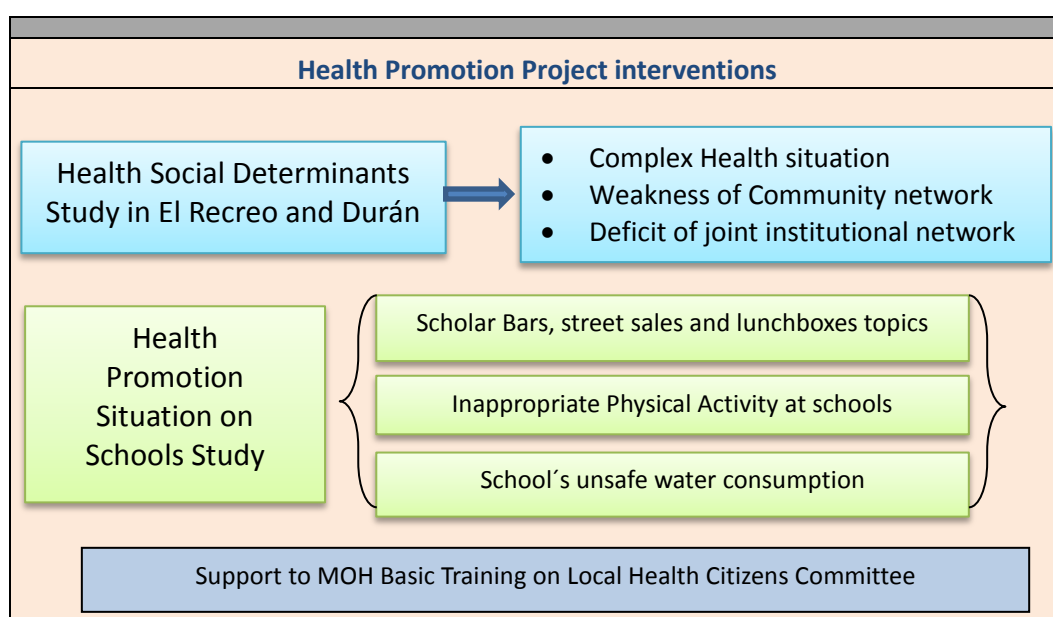 Health Promotion Project interventions
Health Social Determinants
Study in El Recreo and Durán
• Complex Health situation
• Weakness of Community network
• Deficit of joint institutional network
Health
Promotion
Situation on
Schools Study
Scholar Bars, street sales and lunchboxes topics
Inappropriate Physical Activity at schools
School´s unsafe water consumption
Support to MOH Basic Training on Local Health Citizens Committee